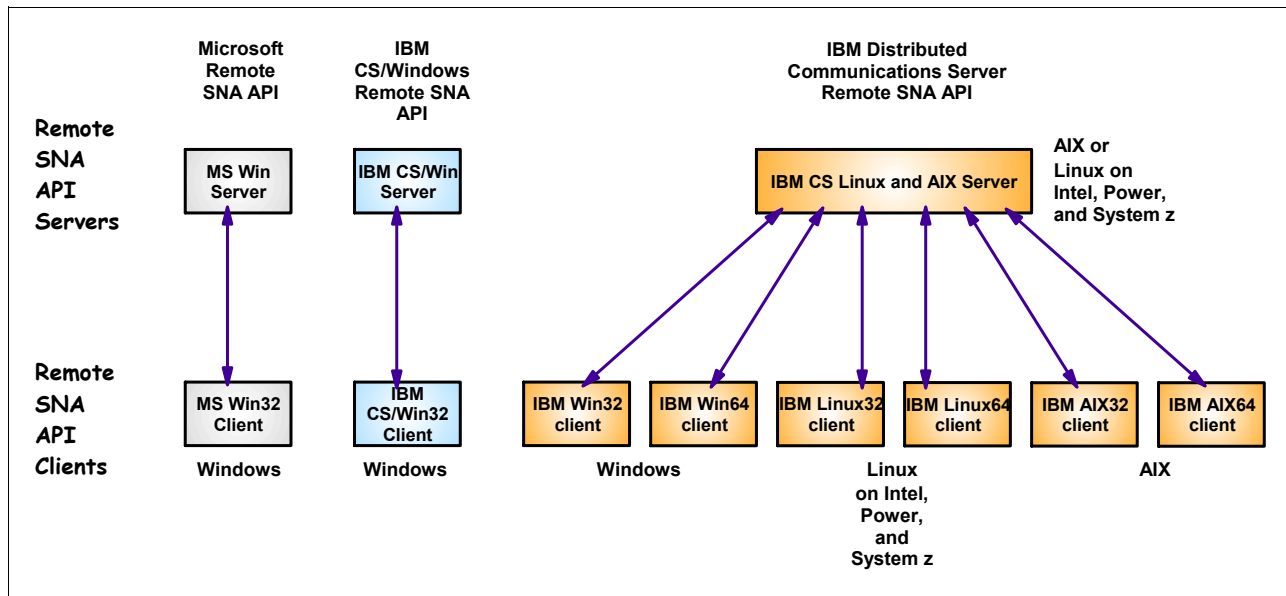 Microsoft
Remote
SNA API
IBM
CS/Windows
Remote SNA
API
IBM Distributed
Communications Server
Remote SNA API
Remote
SNA
API
Servers
MS Win
Server
IBM CS/Win
Server
IBM CS Linux and AIX Server
AIX or
Linux on
Intel, Power,
and System z
Remote
SNA
API
Clients
MS Win32
Client
IBM
CS/Win32
Client
IBM Win32
client
IBM Win64
client
IBM Linux32
client
IBM Linux64
client
IBM AIX32
client
IBM AIX64
client
Windows
Windows
Windows
Linux
on Intel,
Power,
and
System z
AIX